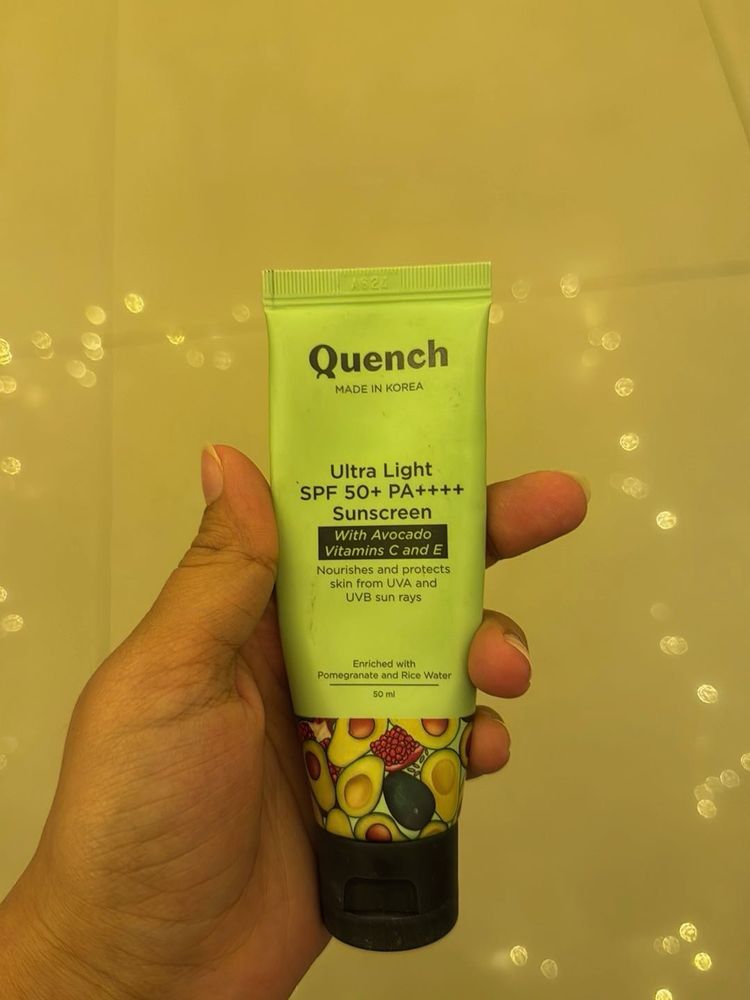 A624
Quench
MADE IN KOREA
Ultra Light
SPF 50+ PA++++
Sunscreen
With Avocado
Vitamins C and E
Nourishes and protects
skin from UVA and
UVB sun rays
Enriched with
Pomegranate and Rice Water
50 ml